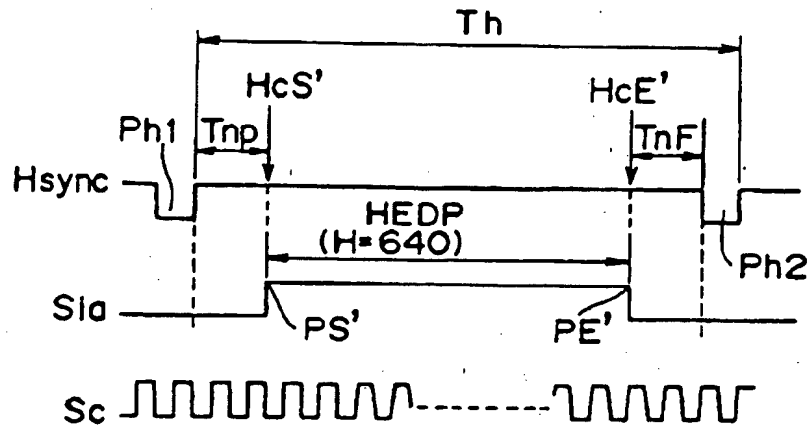 Th
HcS'
HcE'
Ph1
Tnp
TnF
Hsync
HEDP
(H=640)
Ph2
Sia
PS'
PE'
Sc